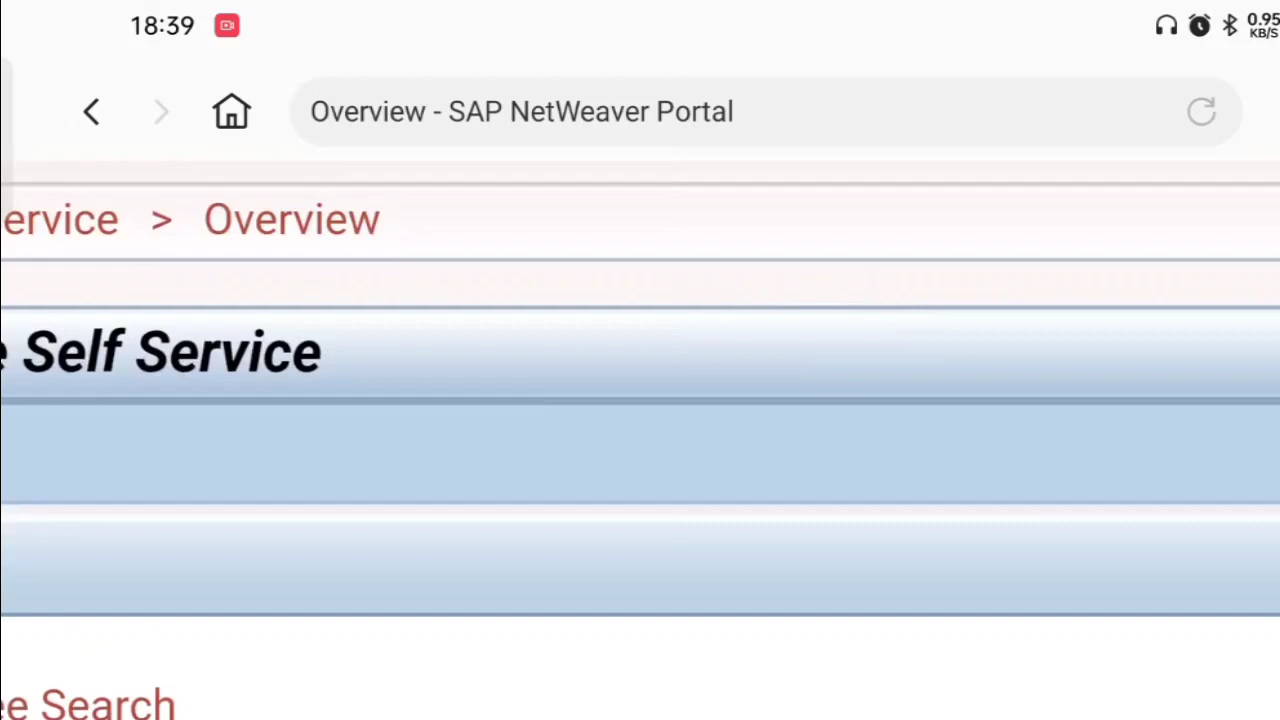 18:39
0.95
KB/S
Overview - SAP NetWeaver Portal
ervice > Overview
e Self Service
ee Search